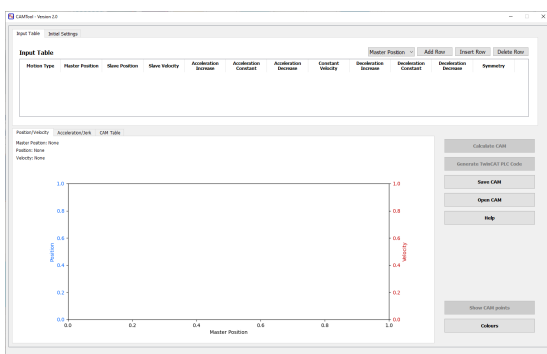 CAMTool - Version 2.0
Input Table Initial Settings
Input Table
Master Position Add Row Insert Row Delete Row
Motion Type Master Position Slave Position Slave Velocity Acceleration Increase Acceleration Constant Acceleration Decrease Constant Velocity Deceleration Increase Deceleration Constant Deceleration Decrease Symmetry
Position/Velocity Acceleration/Jerk CAM Table
Master Position: None
Position: None
Velocity: None
Calculate CAM
Generate TwinCAT PLC Code
Save CAM
Open CAM
Help
1.0 1.0
0.8 0.8
0.6 0.6
Position Velocity
0.4 0.4
0.2 0.2
0.0 0.0
0.0 0.2 0.4 0.6 0.8 1.0
Master Position
Show CAM points
Colours